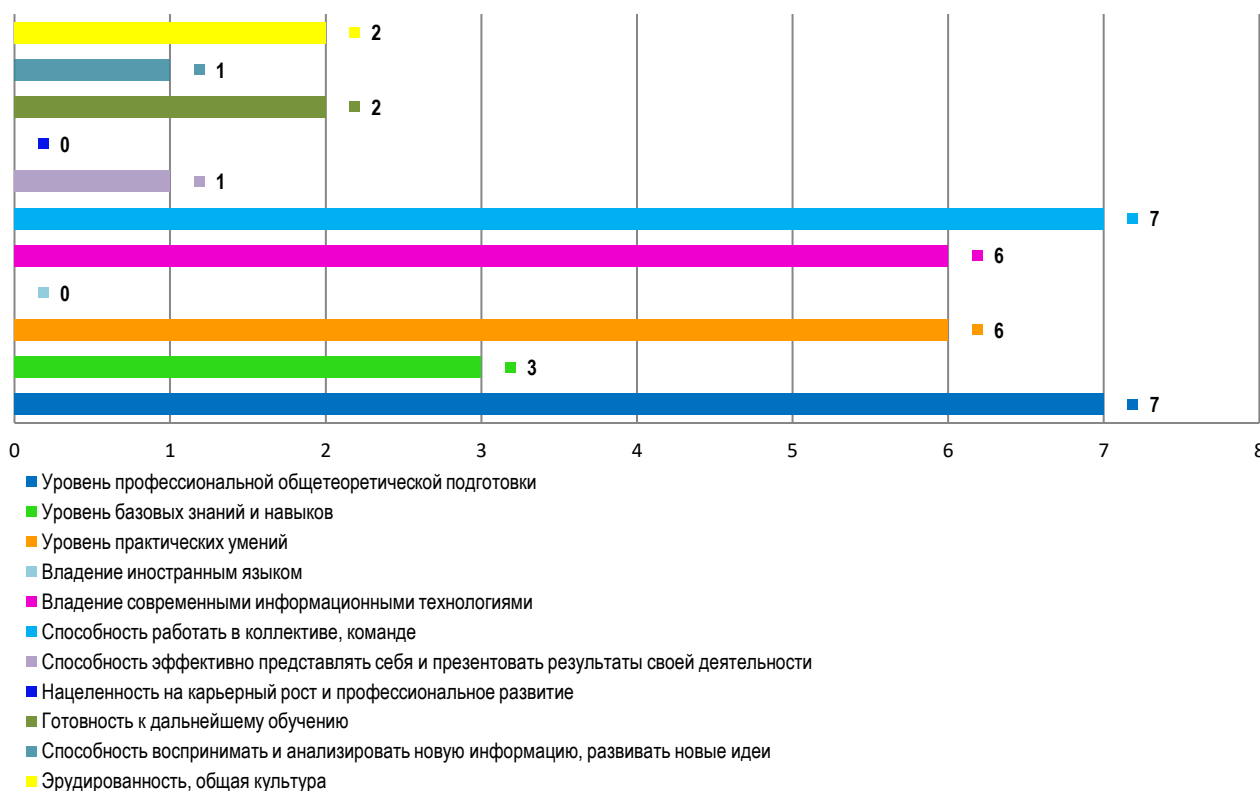 2
1
2
0
1
7
6
0
6
3
7
0 1 2 3 4 5 6 7 8
Уровень профессиональной общетеоретической подготовки
Уровень базовых знаний и навыков
Уровень практических умений
Владение иностранным языком
Владение современными информационными технологиями
Способность работать в коллективе, команде
Способность эффективно представлять себя и презентовать результаты своей деятельности
Нацеленность на карьерный рост и профессиональное развитие
Готовность к дальнейшему обучению
Способность воспринимать и анализировать новую информацию, развивать новые идеи
Эрудированность, общая культура